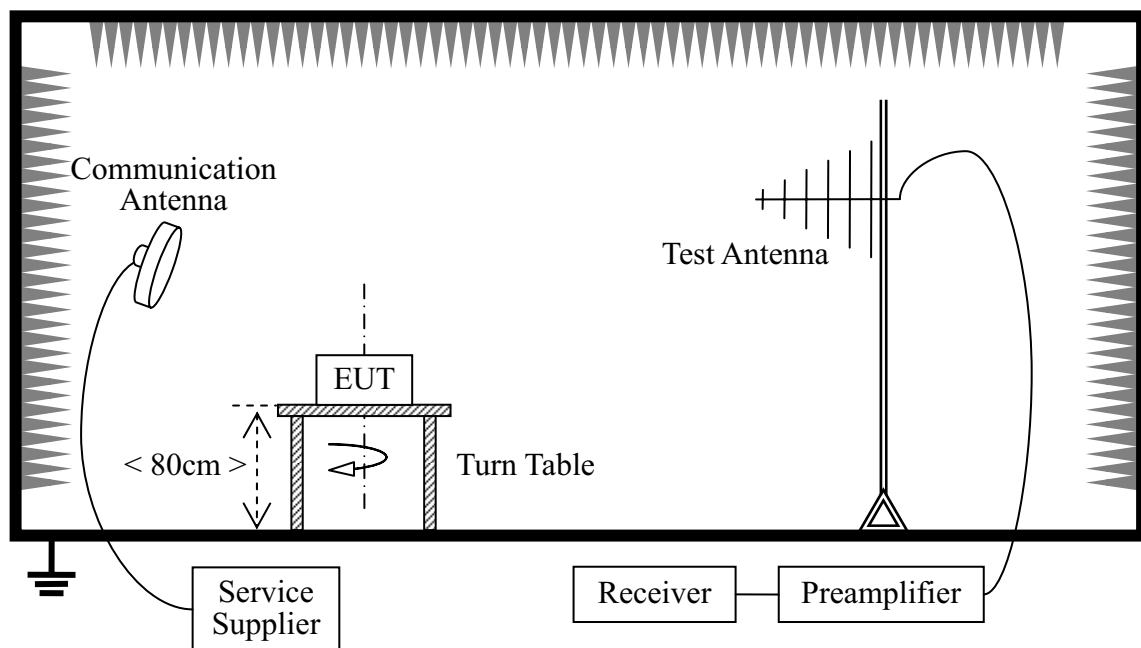 Communication
Antenna
Test Antenna
EUT
< 80cm >
Turn Table
Service
Supplier
Receiver
Preamplifier